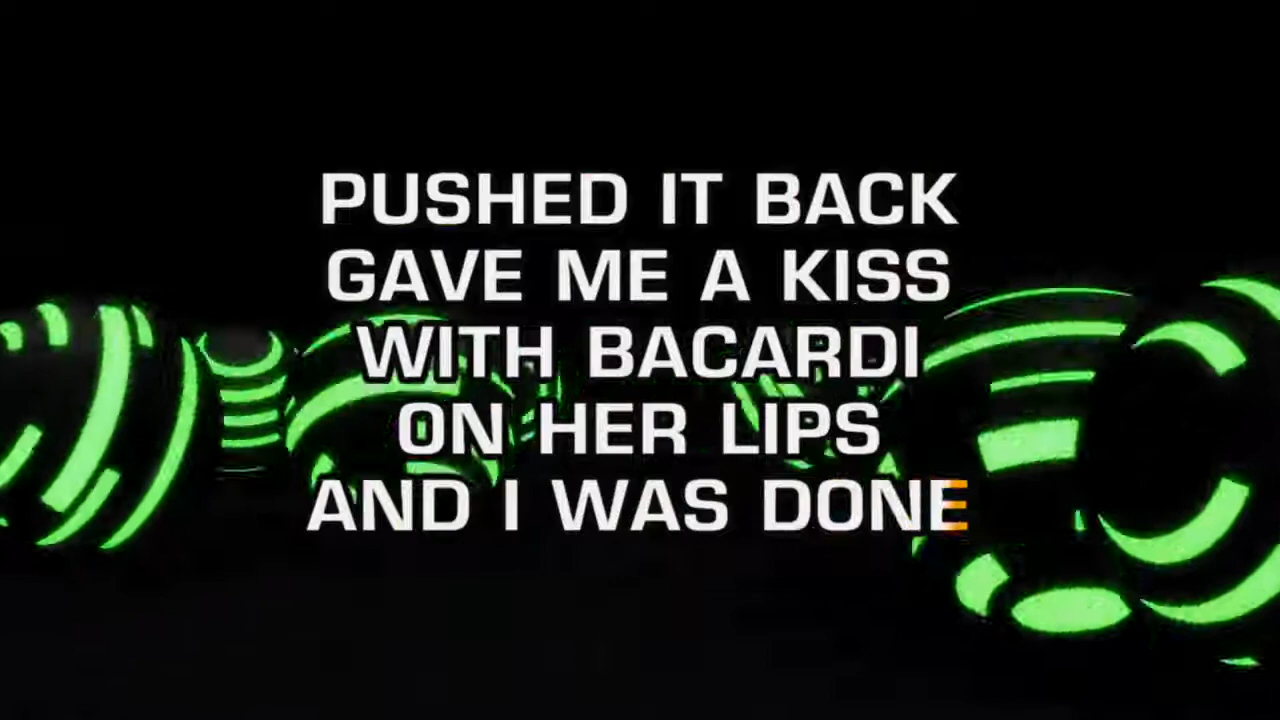 PUSHED IT BACK
GAVE ME A KISS
WITH BACARDI
ON HER LIPS
AND I WAS DONE